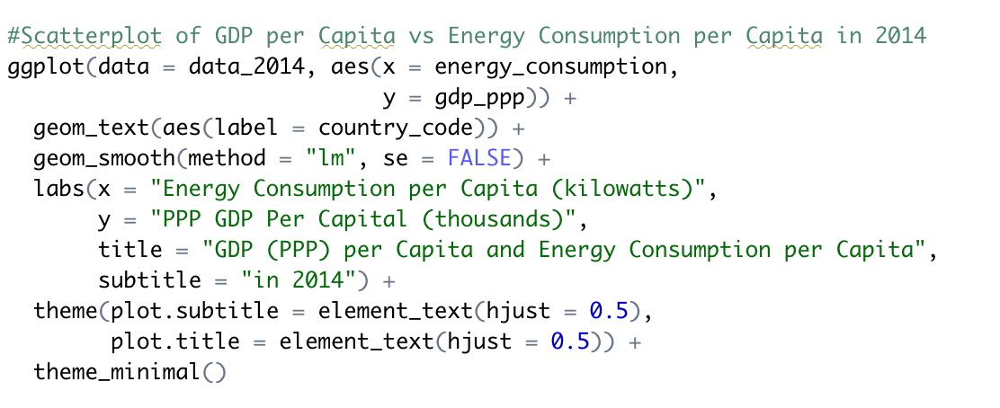 #Scatterplot of GDP per Capita vs Energy Consumption per Capita in 2014
ggplot(data = data_2014, aes(x = energy_consumption,
                             y = gdp_ppp)) +
  geom_text(aes(label = country_code)) +
  geom_smooth(method = "lm", se = FALSE) +
  labs(x = "Energy Consumption per Capita (kilowatts)",
       y = "PPP GDP Per Capital (thousands)",
       title = "GDP (PPP) per Capita and Energy Consumption per Capita",
       subtitle = "in 2014") +
  theme(plot.subtitle = element_text(hjust = 0.5),
        plot.title = element_text(hjust = 0.5)) +
  theme_minimal()